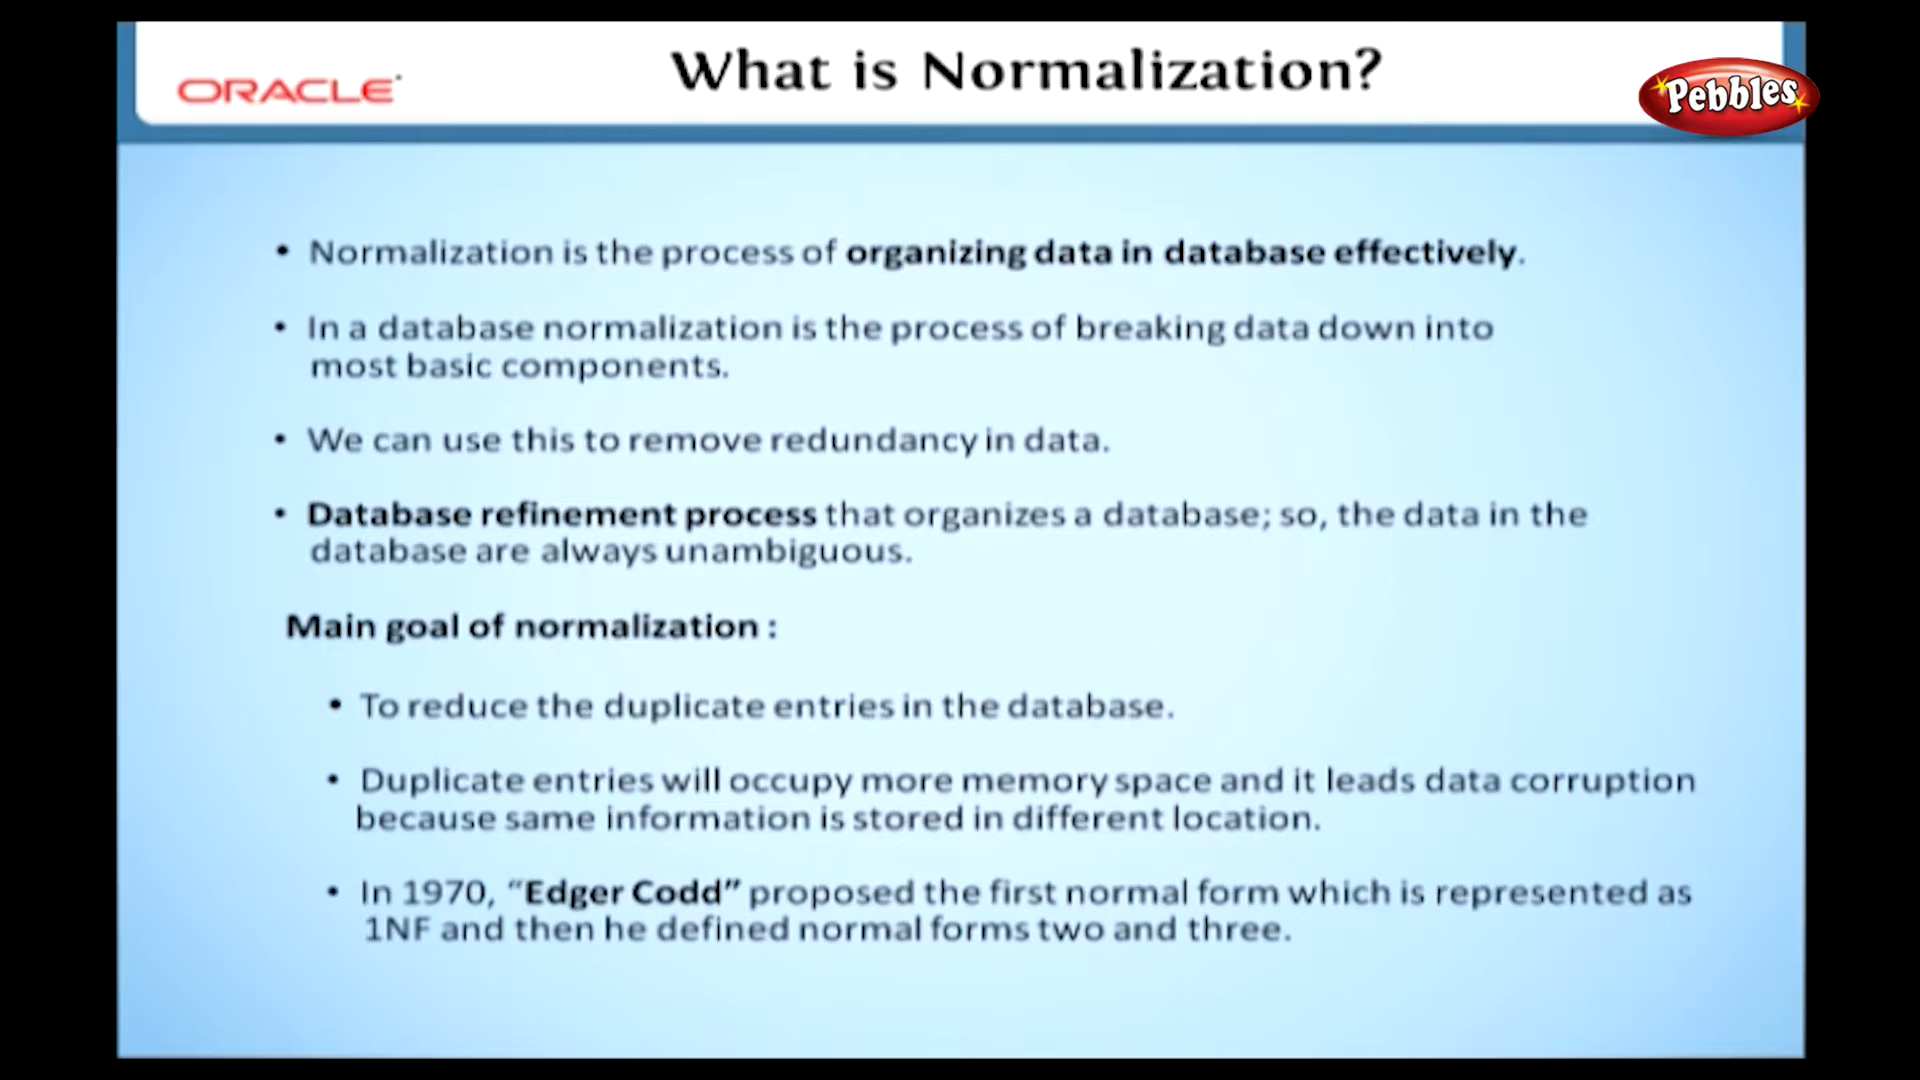 What is Normalization?
ORACLE
Pebbles
• Normalization is the process of organizing data in database effectively.
• In a database normalization is the process of breaking data down into
most basic components.
• We can use this to remove redundancy in data.
• Database refinement process that organizes a database; so, the data in the
database are always unambiguous.
Main goal of normalization :
• To reduce the duplicate entries in the database.
• Duplicate entries will occupy more memory space and it leads data corruption
because same information is stored in different location.
• In 1970, “Edger Codd” proposed the first normal form which is represented as
1NF and then he defined normal forms two and three.